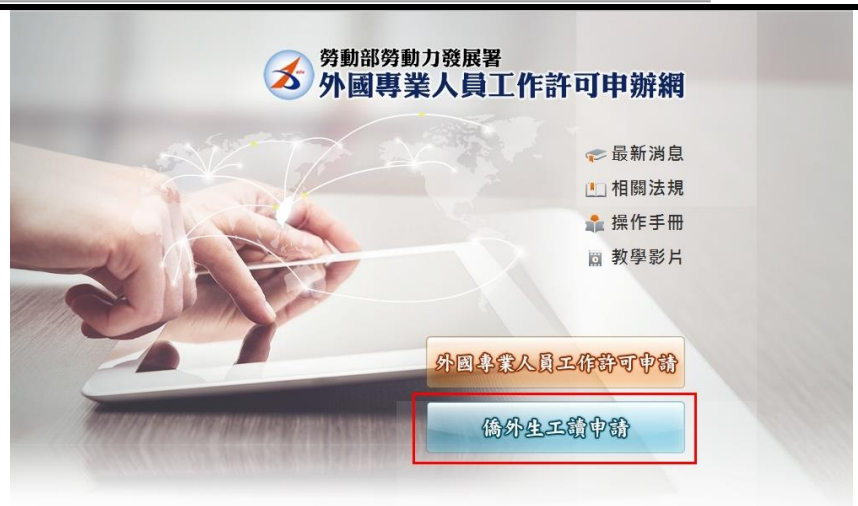 勞動部勞動力發展署
外國專業人員工作許可申辦網
最新消息
相關法規
操作手冊
教學影片
外國專業人員工作許可申請
僑外生工讀申請